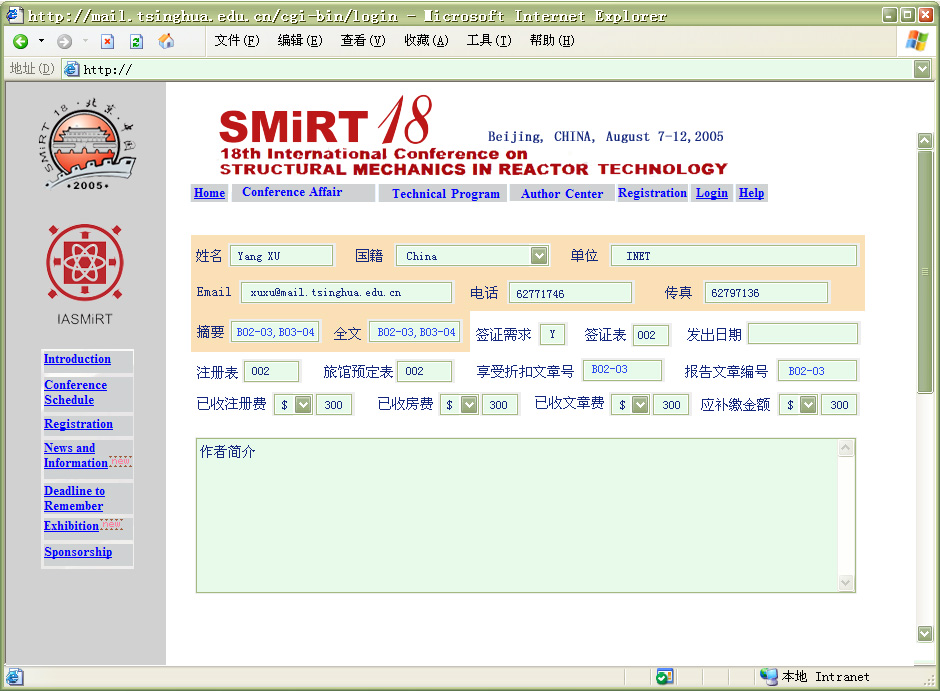 http://mail.tsinghua.edu.cn/cgi-bin/login - Microsoft Internet Explorer
文件(F) 编辑(E) 查看(V) 收藏(A) 工具(T) 帮助(H)
地址(D) http://
SMiRT 18 · 北京 · 中国
· 2005 ·
IASMiRT
Introduction
Conference
Schedule
Registration
News and
Information new
Deadline to
Remember
Exhibition new
Sponsorship
SMiRT 18
Beijing, CHINA, August 7-12,2005
18th International Conference on
STRUCTURAL MECHANICS IN REACTOR TECHNOLOGY
Home Conference Affair Technical Program Author Center Registration Login Help
姓名 Yang XU 国籍 China 单位 INET
Email xuxu@mail.tsinghua.edu.cn 电话 62771746 传真 62797136
摘要 B02-03,B03-04 全文 B02-03,B03-04 签证需求 Y 签证表 002 发出日期
注册表 002 旅馆预定表 002 享受折扣文章号 B02-03 报告文章编号 B02-03
已收注册费 $ 300 已收房费 $ 300 已收文章费 $ 300 应补缴金额 $ 300
作者简介
本地 Intranet